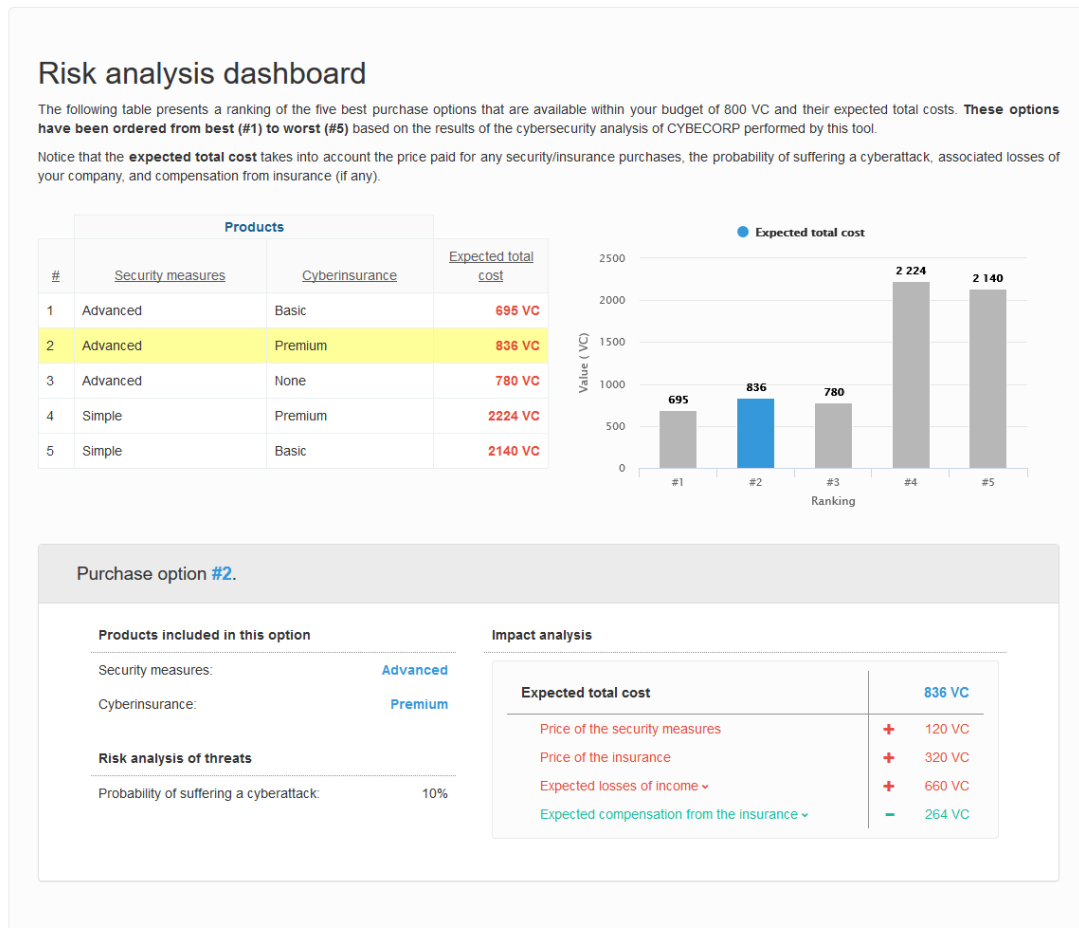 Risk analysis dashboard
The following table presents a ranking of the five best purchase options that are available within your budget of 800 VC and their expected total costs. These options
have been ordered from best (#1) to worst (#5) based on the results of the cybersecurity analysis of CYBECORP performed by this tool.
Notice that the expected total cost takes into account the price paid for any security/insurance purchases, the probability of suffering a cyberattack, associated losses of
your company, and compensation from insurance (if any).
Products
# Security measures Cyberinsurance Expected total
cost
1 Advanced Basic 695 VC
2 Advanced Premium 836 VC
3 Advanced None 780 VC
4 Simple Premium 2224 VC
5 Simple Basic 2140 VC
Expected total cost
Value ( VC)
2500
2000
1500
1000
500
0
695
836
780
2 224
2 140
#1 #2 #3 #4 #5
Ranking
Purchase option #2.
Products included in this option
Security measures: Advanced
Cyberinsurance: Premium
Risk analysis of threats
Probability of suffering a cyberattack: 10%
Impact analysis
Expected total cost 836 VC
Price of the security measures + 120 VC
Price of the insurance + 320 VC
Expected losses of income + 660 VC
Expected compensation from the insurance - 264 VC